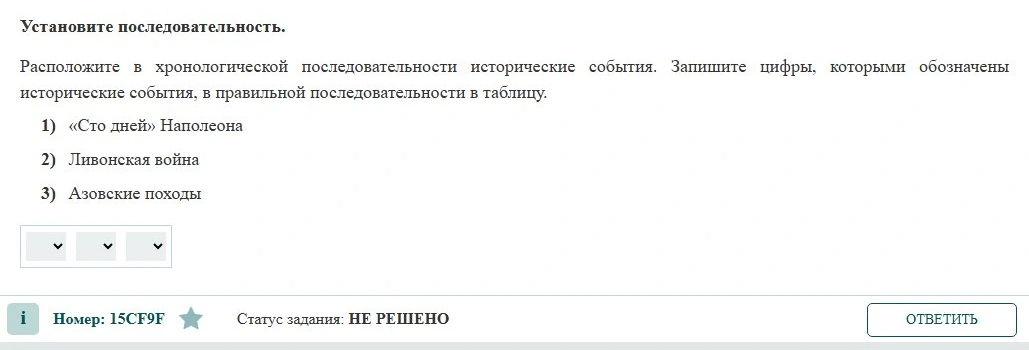 Установите последовательность.
Расположите в хронологической последовательности исторические события. Запишите цифры, которыми обозначены
исторические события, в правильной последовательности в таблицу.
1) «Сто дней» Наполеона
2) Ливонская война
3) Азовские походы
i Номер: 15CF9F Статус задания: НЕ РЕШЕНО ОТВЕТИТЬ